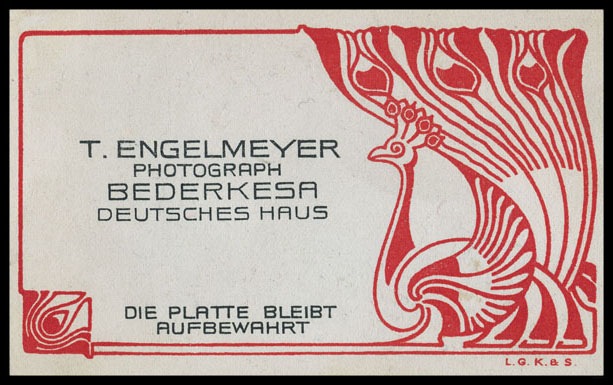 T. ENGELMEYER
PHOTOGRAPH
BEDERKESA
DEUTSCHES HAUS
DIE PLATTE BLEIBT
AUFBEWAHRT
L. G. K. & S.